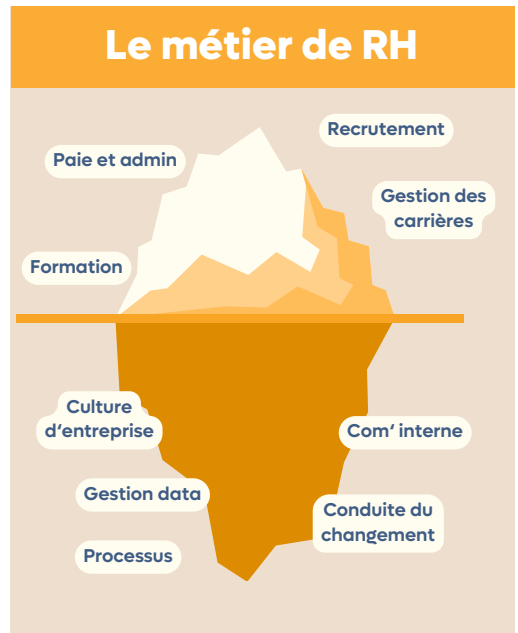 Le métier de RH
Recrutement
Paie et admin
Gestion des
carrières
Formation
Culture
d‘entreprise
Com‘ interne
Gestion data
Conduite du
changement
Processus